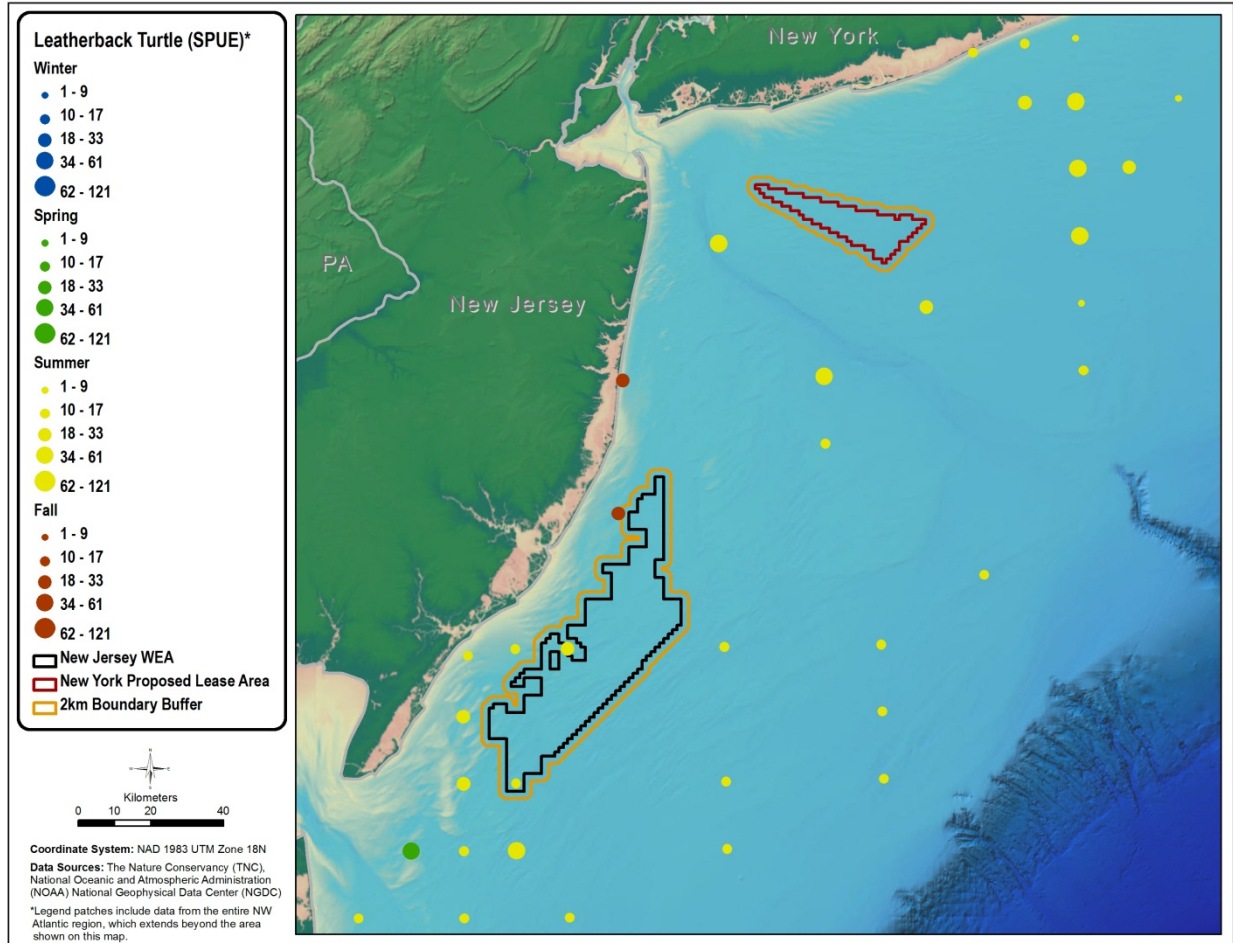 Leatherback Turtle (SPUE)*
Winter
1 - 9
10 - 17
18 - 33
34 - 61
62 - 121
Spring
1 - 9
10 - 17
18 - 33
34 - 61
62 - 121
Summer
1 - 9
10 - 17
18 - 33
34 - 61
62 - 121
Fall
1 - 9
10 - 17
18 - 33
34 - 61
62 - 121
New Jersey WEA
New York Proposed Lease Area
2km Boundary Buffer
N
Kilometers
0 10 20 40
Coordinate System: NAD 1983 UTM Zone 18N
Data Sources: The Nature Conservancy (TNC),
National Oceanic and Atmospheric Administration
(NOAA) National Geophysical Data Center (NGDC)
*Legend patches include data from the entire NW
Atlantic region, which extends beyond the area
shown on this map.
New York
PA
New Jersey